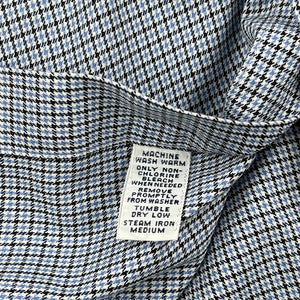 MACHINE
WASH WARM
ONLY NON-
CHLORINE
BLEACH
WHEN NEEDED
REMOVE
PROMPTLY
FROM WASHER
TUMBLE
DRY LOW
STEAM IRON
MEDIUM